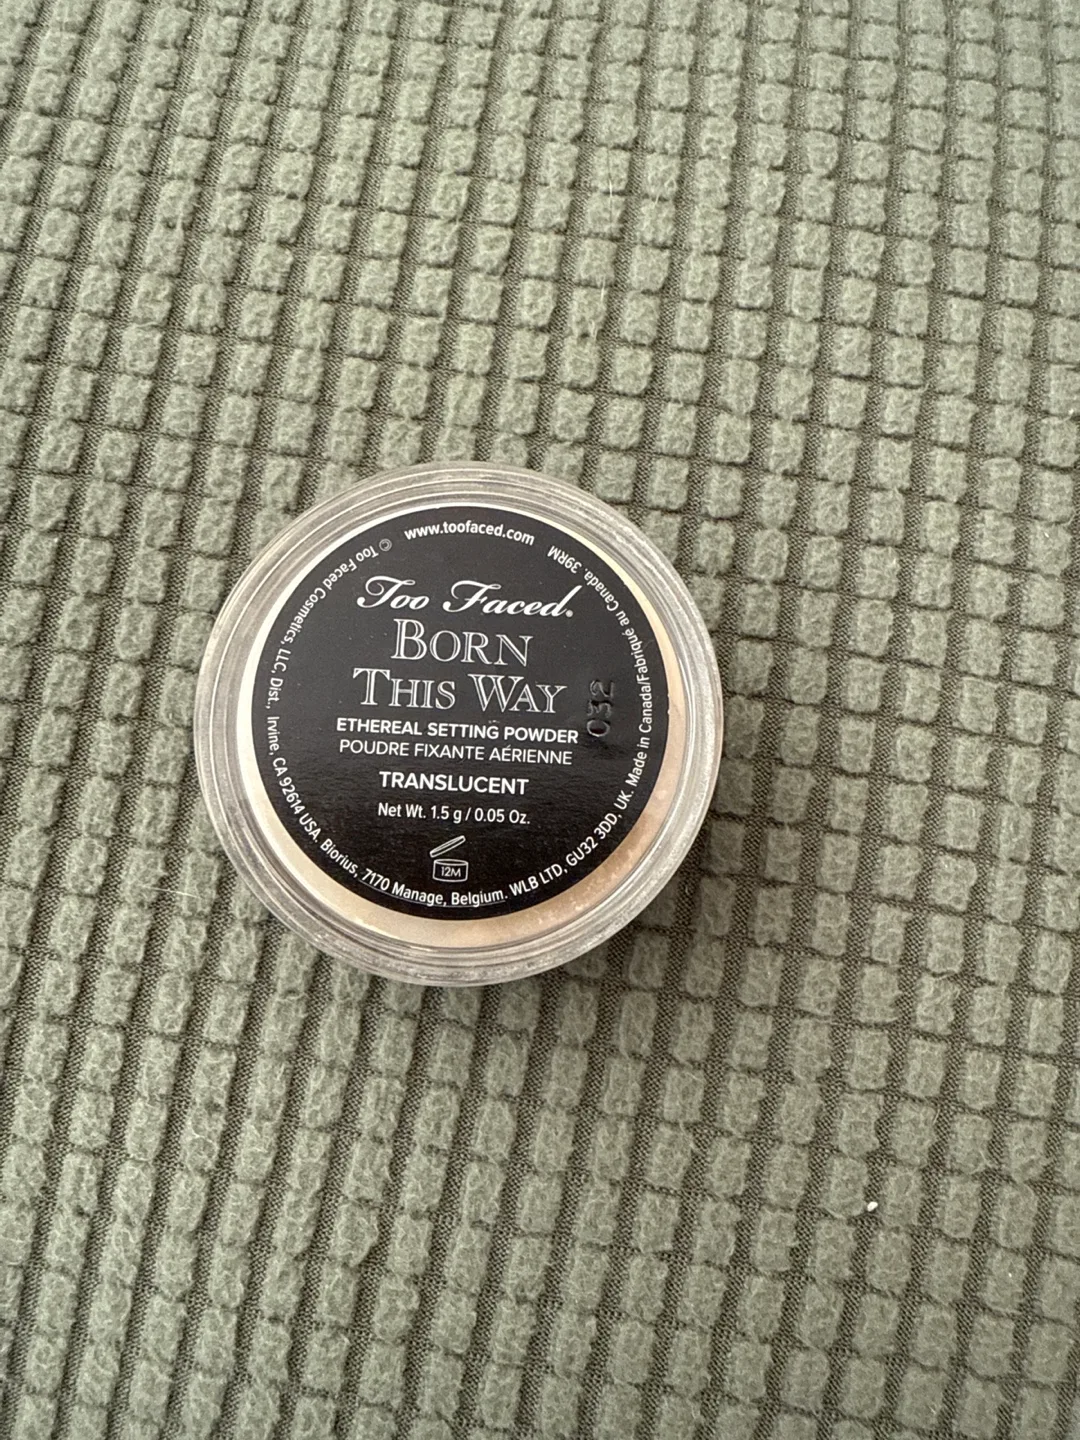 www.toofaced.com
Too Faced.
BORN
THIS WAY
ETHEREAL SETTING POWDER
POUDRE FIXANTE AÉRIENNE
TRANSLUCENT
Net Wt. 1.5 g / 0.05 Oz.
12M
032
© Too Faced Cosmetics, LLC, Dist., Irvine, CA 92614 USA. Blorius, 7170 Manage, Belgium. WLB LTD, GU32 3DD, UK. Made in Canada/Fabriqué au Canada. 39RM